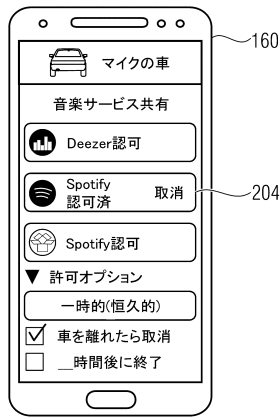 マイクの車
160
音楽サービス共有
Deezer認可
Spotify
認可済
取消
204
Spotify認可
▼ 許可オプション
一時的(恒久的)
車を離れたら取消
__時間後に終了